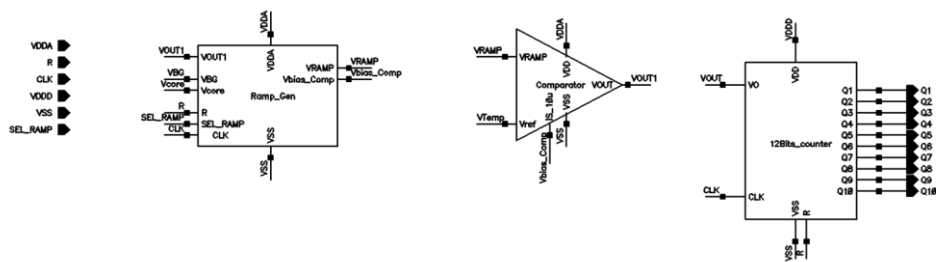 VDDA
R
CLK
VDDD
VSS
SEL_RAMP
VDDA
VOUT1
VBG
Vcore
R
SEL_RAMP
CLK
VOUT1
VDDA
VBG
Vcore
Ramp_Gen
R
SEL_RAMP
CLK
VSS
VRAMP
Vbias_Comp
VRAMP
Vbias_Comp
VSS
VDDA
VRAMP
VRAMP
VDD
Comparator
VOUT
VOUT1
VTemp
Vref
IS_10u
VSS
Vbias_Comp
VSS
VDDD
VOUT
VO
VDD
12Bits_counter
CLK
CLK
VSS
R
VSS
R
Q1 Q1
Q2 Q2
Q3 Q3
Q4 Q4
Q5 Q5
Q6 Q6
Q7 Q7
Q8 Q8
Q9 Q9
Q10 Q10